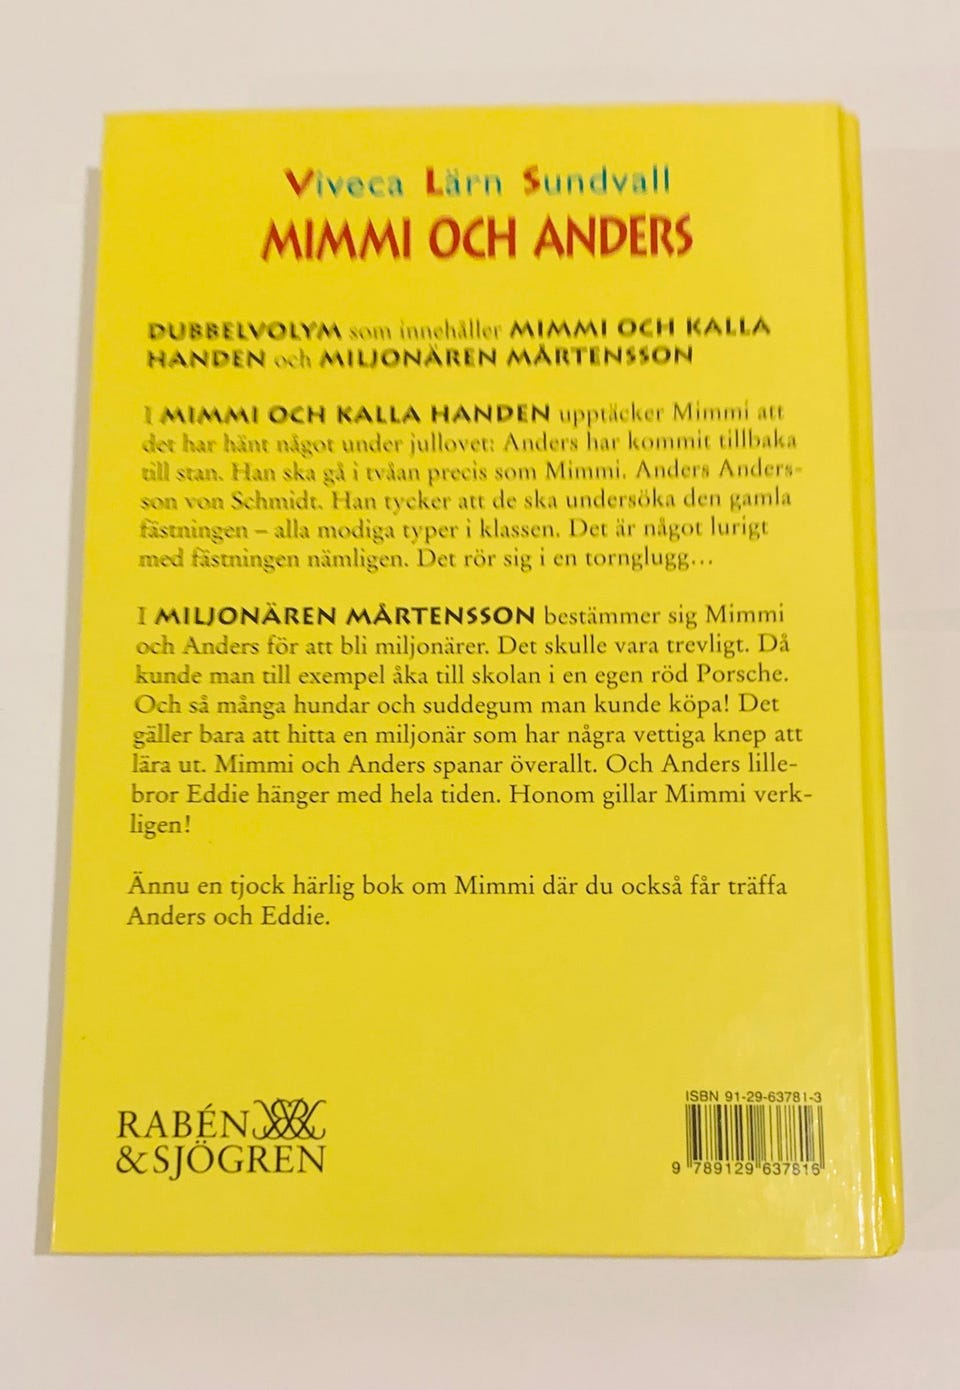 Viveca Lärn Sundvall
MIMMI OCH ANDERS
DUBBELVOLYM som innehåller MIMMI OCH KALLA
HANDEN och MILJONÄREN MÅRTENSSON
I MIMMI OCH KALLA HANDEN upptäcker Mimmi att
det har hänt något under jullovet: Anders har kommit tillbaka
till stan. Han ska gå i tvåan precis som Mimmi. Anders Anders-
son von Schmidt. Han tycker att de ska undersöka den gamla
fästningen – alla modiga typer i klassen. Det är något lurigt
med fästningen nämligen. Det rör sig i en tornglugg...
I MILJONÄREN MÅRTENSSON bestämmer sig Mimmi
och Anders för att bli miljonärer. Det skulle vara trevligt. Då
kunde man till exempel åka till skolan i en egen röd Porsche.
Och så många hundar och suddegum man kunde köpa! Det
gäller bara att hitta en miljonär som har några vettiga knep att
lära ut. Mimmi och Anders spanar överallt. Och Anders lille-
bror Eddie hänger med hela tiden. Honom gillar Mimmi verk-
ligen!
Ännu en tjock härlig bok om Mimmi där du också får träffa
Anders och Eddie.
RABÉN
& SJÖGREN
ISBN 91-29-63781-3
9 789129 637816